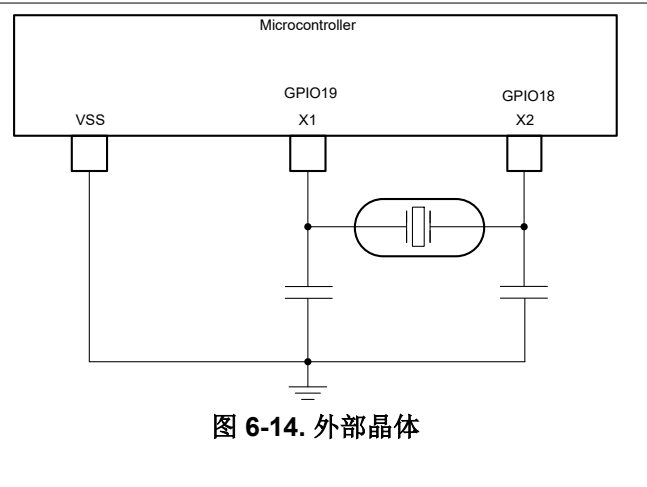 Microcontroller
GPIO19
GPIO18
VSS
X1
X2
图 6-14. 外部晶体